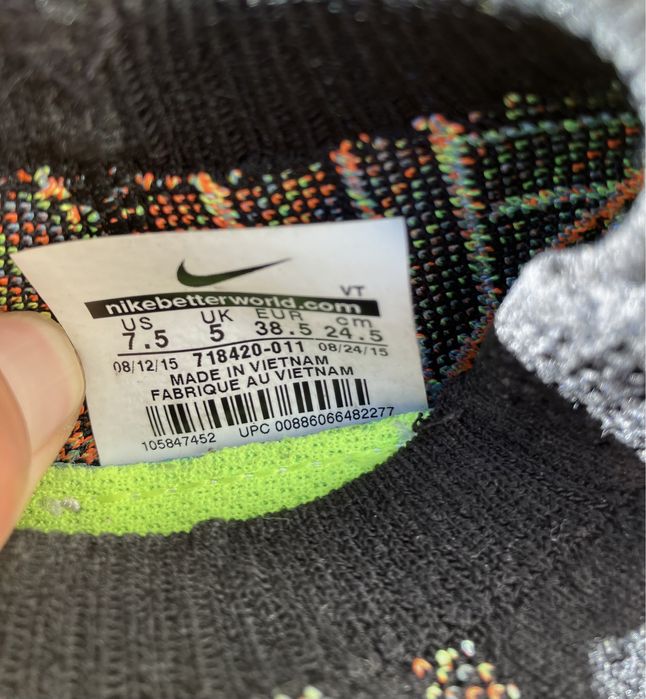 VT
nikebetterworld.com
US UK EUR cm
7.5 5 38.5 24.5
08/12/15 718420-011 08/24/15
MADE IN VIETNAM
FABRIQUE AU VIETNAM
105847452 UPC 00886066482277